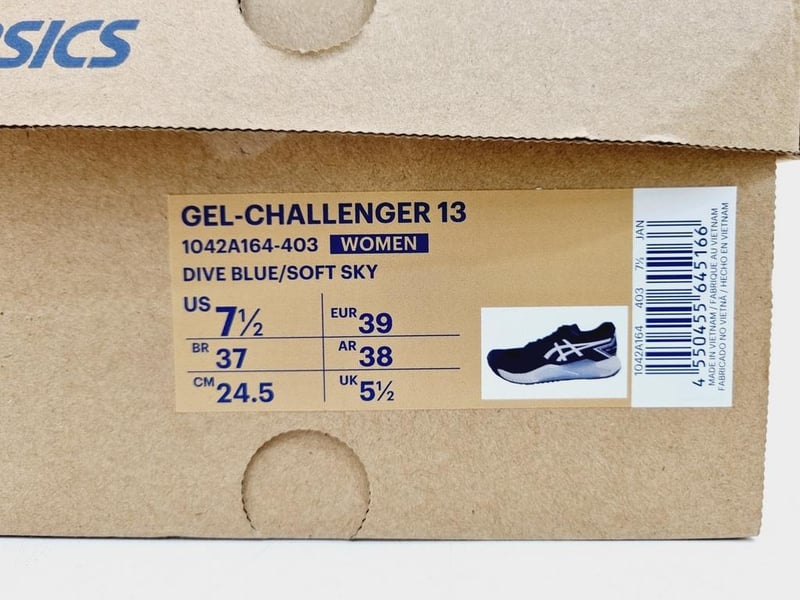 ASICS
GEL-CHALLENGER 13
1042A164-403 WOMEN
DIVE BLUE/SOFT SKY
US 7½ EUR 39
BR 37 AR 38
CM 24.5 UK 5½
1042A164 403 7½ JAN
4 550455 645166
MADE IN VIETNAM / FABRIQUE AU VIETNAM
FABRICADO NO VIETNÃ / HECHO EN VIETNAM